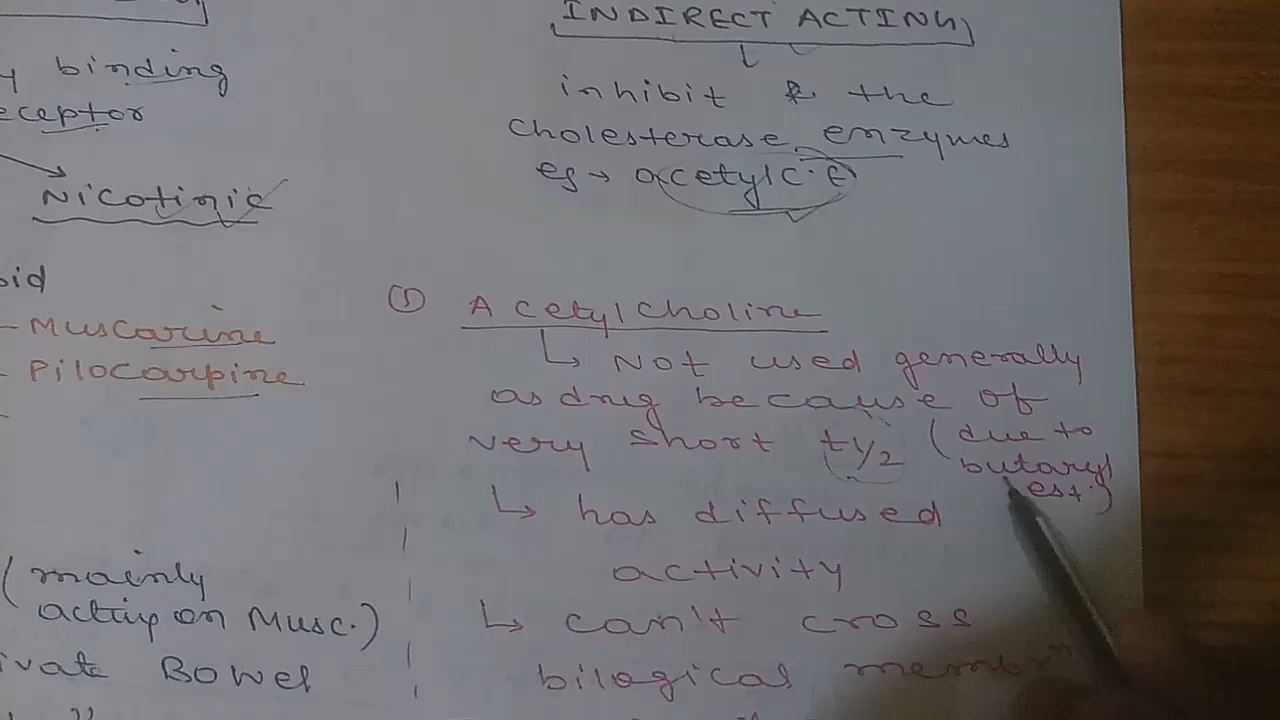 INDIRECT ACTING
inhibit the
cholesterase enzymes
eg → acetylc.E
binding
eceptor
Nicotinic
oid
- Muscarine
- Pilocarpine
(mainly
acting on Musc.)
ivate Bowel
① Acetylcholine
↳ Not used generally
as drug because of
very short t1/2 (due to
butaryl
est.)
↳ has diffused
activity
↳ can't cross
bilogical